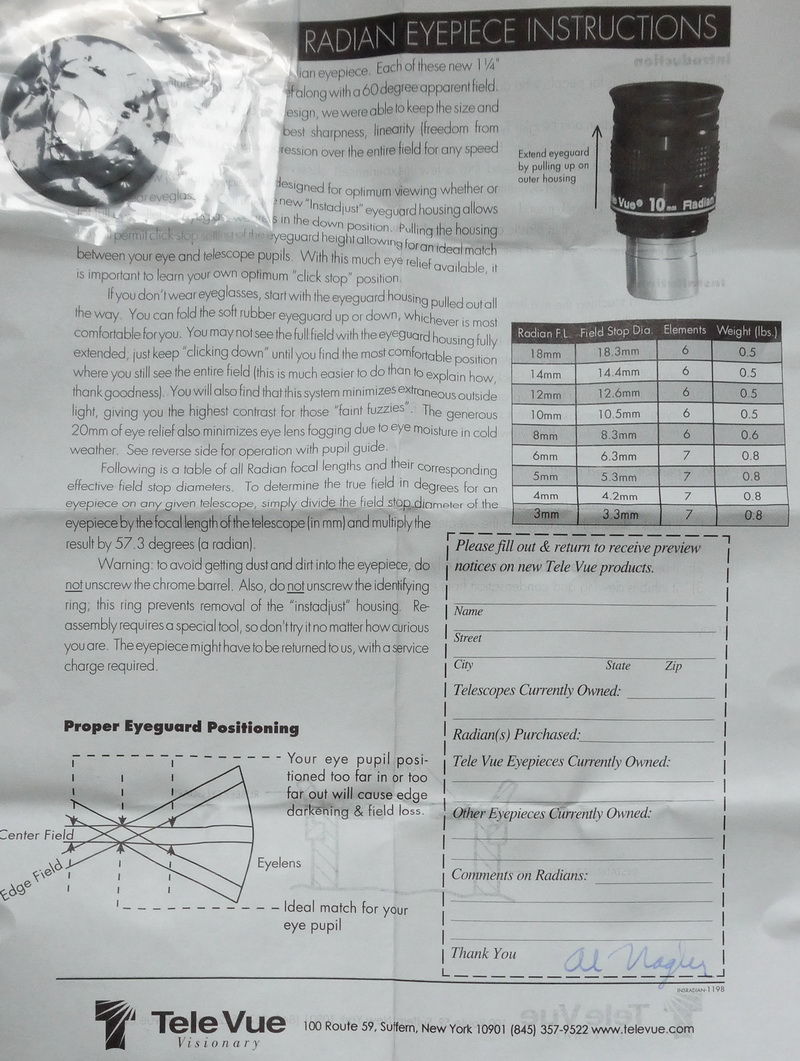 RADIAN EYEPIECE INSTRUCTIONS
ian eyepiece. Each of these new 1 ¼"
along with a 60 degree apparent field.
esign, we were able to keep the size and
best sharpness, linearity (freedom from
ression over the entire field for any speed
designed for optimum viewing whether or
new "Instadjust" eyeguard housing allows
s in the down position. Pulling the housing
permit click stop setting of the eyeguard height allowing for an ideal match
between your eye and telescope pupils. With this much eye relief available, it
is important to learn your own optimum "click stop" position.
If you don't wear eyeglasses, start with the eyeguard housing pulled out all
the way. You can fold the soft rubber eyeguard up or down, whichever is most
comfortable for you. You may not see the full field with the eyeguard housing fully
extended; just keep "clicking down" until you find the most comfortable position
where you still see the entire field (this is much easier to do than to explain how,
thank goodness). You will also find that this system minimizes extraneous outside
light, giving you the highest contrast for those "faint fuzzies". The generous
20mm of eye relief also minimizes eye lens fogging due to eye moisture in cold
weather. See reverse side for operation with pupil guide.
Following is a table of all Radian focal lengths and their corresponding
effective field stop diameters. To determine the true field in degrees for an
eyepiece on any given telescope, simply divide the field stop diameter of the
eyepiece by the focal length of the telescope (in mm) and multiply the
result by 57.3 degrees (a radian).
Warning: to avoid getting dust and dirt into the eyepiece, do
not unscrew the chrome barrel. Also, do not unscrew the identifying
ring; this ring prevents removal of the "instadjust" housing. Re-
assembly requires a special tool, so don't try it no matter how curious
you are. The eyepiece might have to be returned to us, with a service
charge required.
Extend eyeguard
by pulling up on
outer housing
Vue® 10mm Radian
Radian F.L. Field Stop Dia. Elements Weight (lbs.)
18mm 18.3mm 6 0.5
14mm 14.4mm 6 0.5
12mm 12.6mm 6 0.5
10mm 10.5mm 6 0.5
8mm 8.3mm 6 0.6
6mm 6.3mm 7 0.8
5mm 5.3mm 7 0.8
4mm 4.2mm 7 0.8
3mm 3.3mm 7 0.8
Please fill out & return to receive preview
notices on new Tele Vue products.
Name
Street
City State Zip
Telescopes Currently Owned:
Radian(s) Purchased:
Tele Vue Eyepieces Currently Owned:
Other Eyepieces Currently Owned:
Comments on Radians:
Thank You Al Nagler
INSRADIAN-1198
Proper Eyeguard Positioning
Your eye pupil posi-
tioned too far in or too
far out will cause edge
darkening & field loss.
Center Field
Edge Field
Eyelens
Ideal match for your
eye pupil
Tele Vue
Visionary
100 Route 59, Suffern, New York 10901 (845) 357-9522 www.televue.com